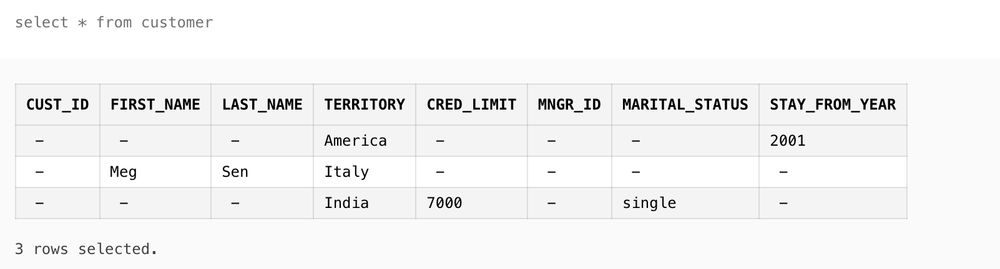 select * from customer
CUST_ID FIRST_NAME LAST_NAME TERRITORY CRED_LIMIT MNGR_ID MARITAL_STATUS STAY_FROM_YEAR
– – – America – – – 2001
– Meg Sen Italy – – – –
– – – India 7000 – single –
3 rows selected.